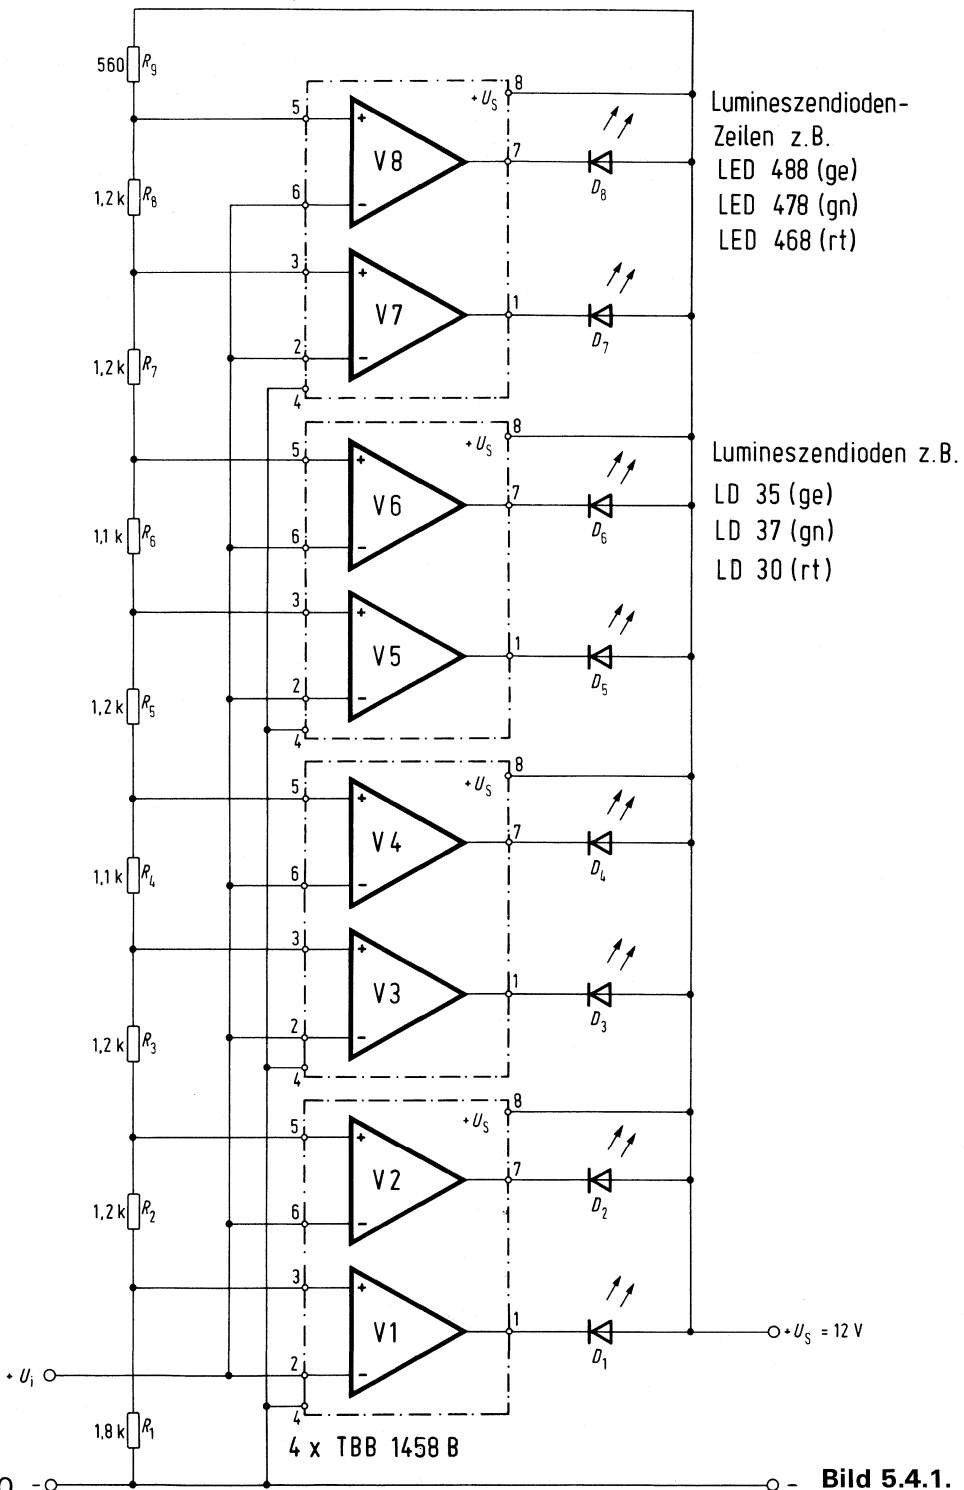 560 R9
+US 8
5 + V8 7 D8
1,2 k R8
6 −
3 + V7 1 D7
1,2 k R7
2 −
4
Lumineszendioden-
Zeilen z.B.
LED 488 (ge)
LED 478 (gn)
LED 468 (rt)
+US 8
5 + V6 7 D6
1,1 k R6
6 −
3 + V5 1 D5
1,2 k R5
2 −
4
Lumineszendioden z.B.
LD 35 (ge)
LD 37 (gn)
LD 30 (rt)
+US 8
5 + V4 7 D4
1,1 k R4
6 −
3 + V3 1 D3
1,2 k R3
2 −
4
+US 8
5 + V2 7 D2
1,2 k R2
6 −
3 + V1 1 D1
+US = 12 V
+Ui 2 −
4
1,8 k R1
4 x TBB 1458 B
− −
Bild 5.4.1.